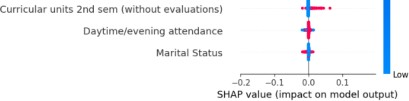 Curricular units 2nd sem (without evaluations)
Daytime/evening attendance
Marital Status
Low
−0.2 −0.1 0.0 0.1
SHAP value (impact on model output)